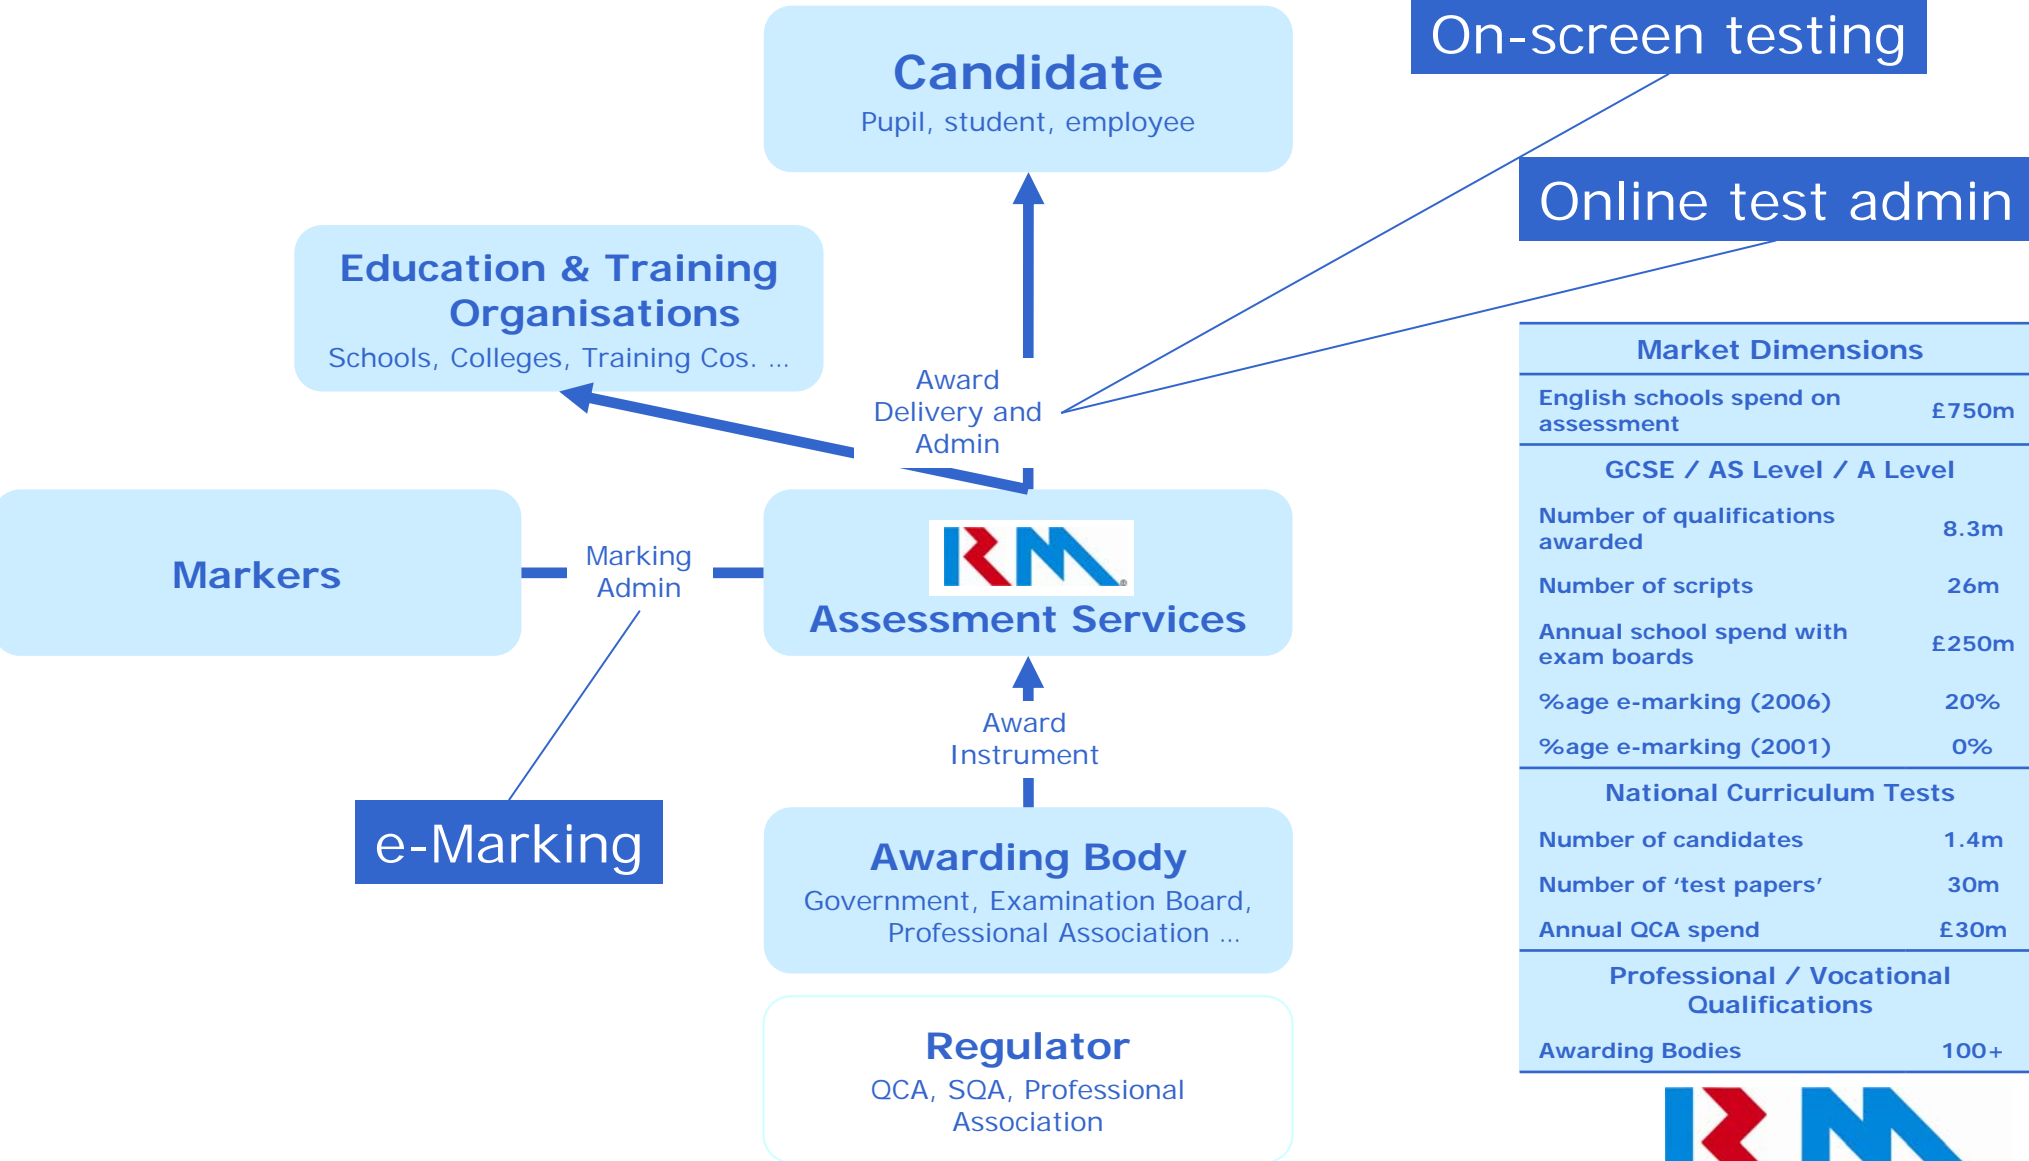 On-screen testing
Candidate
Pupil, student, employee
Online test admin
Education & Training
Organisations
Schools, Colleges, Training Cos. ...
Award
Delivery and
Admin
Markers
Marking
Admin
RM
Assessment Services
Award
Instrument
e-Marking
Awarding Body
Government, Examination Board,
Professional Association ...
Regulator
QCA, SQA, Professional
Association
Market Dimensions
English schools spend on
assessment £750m
GCSE / AS Level / A Level
Number of qualifications
awarded 8.3m
Number of scripts 26m
Annual school spend with
exam boards £250m
%age e-marking (2006) 20%
%age e-marking (2001) 0%
National Curriculum Tests
Number of candidates 1.4m
Number of ‘test papers’ 30m
Annual QCA spend £30m
Professional / Vocational
Qualifications
Awarding Bodies 100+
RM